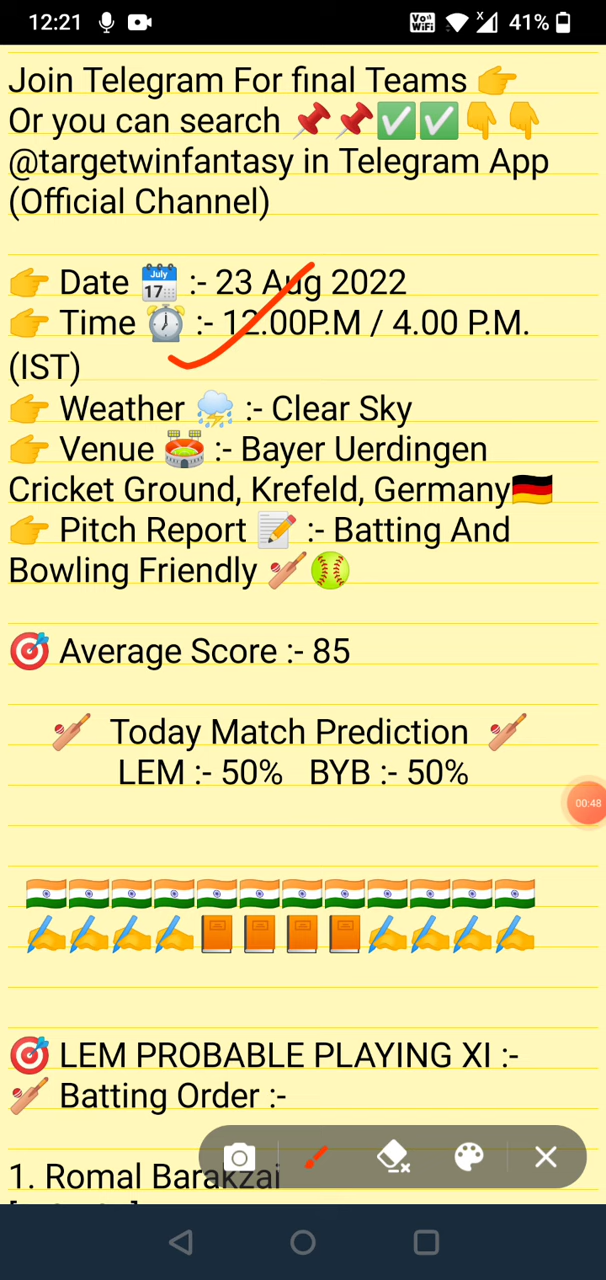 12:21 Vo WiFi X 41%
Join Telegram For final Teams 👉
Or you can search 📌📌✅✅👇👇
@targetwinfantasy in Telegram App
(Official Channel)
👉 Date 📅 :- 23 Aug 2022
👉 Time ⏰ :- 12.00P.M / 4.00 P.M.
(IST)
👉 Weather ⛈️ :- Clear Sky
👉 Venue 🏟️ :- Bayer Uerdingen
Cricket Ground, Krefeld, Germany🇩🇪
👉 Pitch Report 📝 :- Batting And
Bowling Friendly 🏏🥎
🎯 Average Score :- 85
🏏 Today Match Prediction 🏏
LEM :- 50% BYB :- 50%
00:48
🇮🇳🇮🇳🇮🇳🇮🇳🇮🇳🇮🇳🇮🇳🇮🇳🇮🇳🇮🇳🇮🇳🇮🇳
✍️✍️✍️✍️📙📙📙📙✍️✍️✍️✍️
🎯 LEM PROBABLE PLAYING XI :-
🏏 Batting Order :-
1. Romal Barakzai